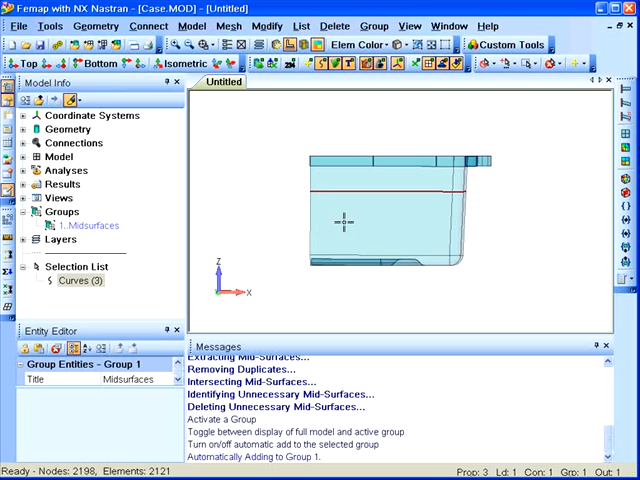 Femap with NX Nastran - [Case.MOD] - [Untitled]
File Tools Geometry Connect Model Mesh Modify List Delete Group View Window Help
Elem Color Custom Tools
Top Bottom Isometric
Model Info
Untitled
Coordinate Systems
Geometry
Connections
Model
Analyses
Results
Views
Groups
1..Midsurfaces
Layers
Selection List
Curves (3)
Z
X
Entity Editor
Group Entities - Group 1
Title Midsurfaces
Messages
Extracting Mid-Surfaces...
Removing Duplicates...
Intersecting Mid-Surfaces...
Identifying Unnecessary Mid-Surfaces...
Deleting Unnecessary Mid-Surfaces...
Activate a Group
Toggle between display of full model and active group
Turn on/off automatic add to the selected group
Automatically Adding to Group 1.
Ready - Nodes: 2198, Elements: 2121 Prop: 3 Ld: 1 Con: 1 Grp: 1 Out: 1